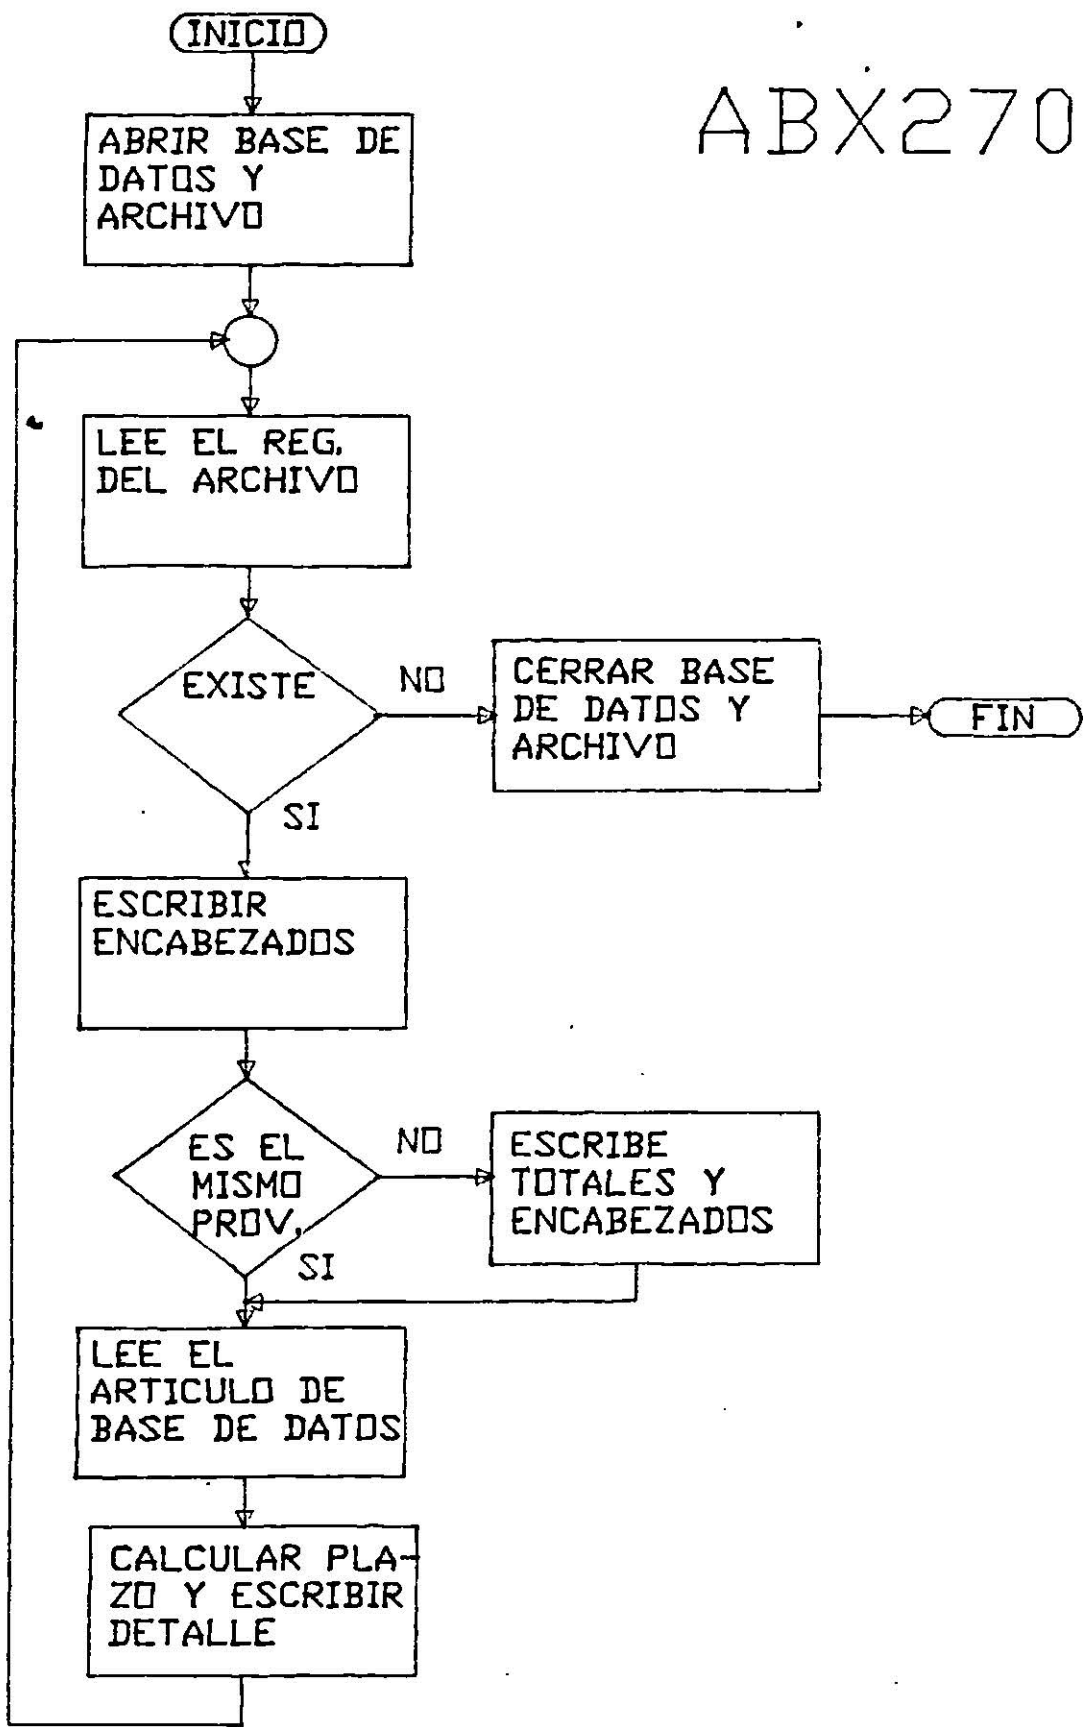 INICIO
ABX270
ABRIR BASE DE
DATOS Y
ARCHIVO
LEE EL REG.
DEL ARCHIVO
EXISTE
NO
CERRAR BASE
DE DATOS Y
ARCHIVO
FIN
SI
ESCRIBIR
ENCABEZADOS
ES EL
MISMO
PROV.
NO
ESCRIBE
TOTALES Y
ENCABEZADOS
SI
LEE EL
ARTICULO DE
BASE DE DATOS
CALCULAR PLA-
ZO Y ESCRIBIR
DETALLE